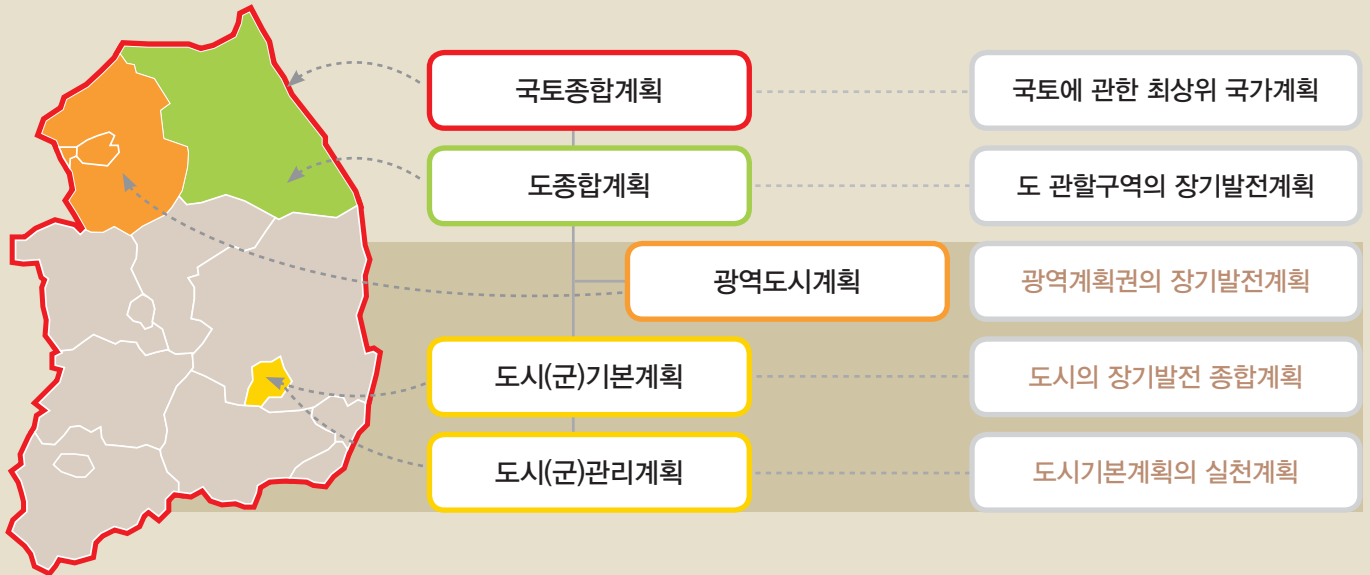 국토종합계획
국토에 관한 최상위 국가계획
도종합계획
도 관할구역의 장기발전계획
광역도시계획
광역계획권의 장기발전계획
도시(군)기본계획
도시의 장기발전 종합계획
도시(군)관리계획
도시기본계획의 실천계획